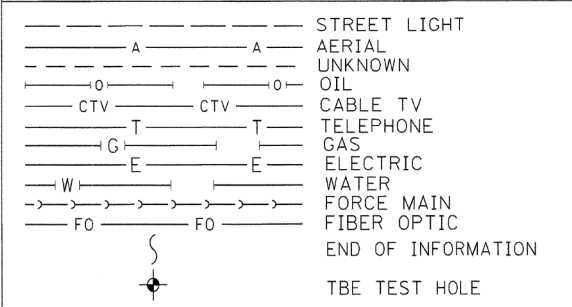 STREET LIGHT
A A AERIAL
UNKNOWN
O O OIL
CTV CTV CABLE TV
T T TELEPHONE
G GAS
E E ELECTRIC
W WATER
FORCE MAIN
FO FO FIBER OPTIC
END OF INFORMATION
TBE TEST HOLE